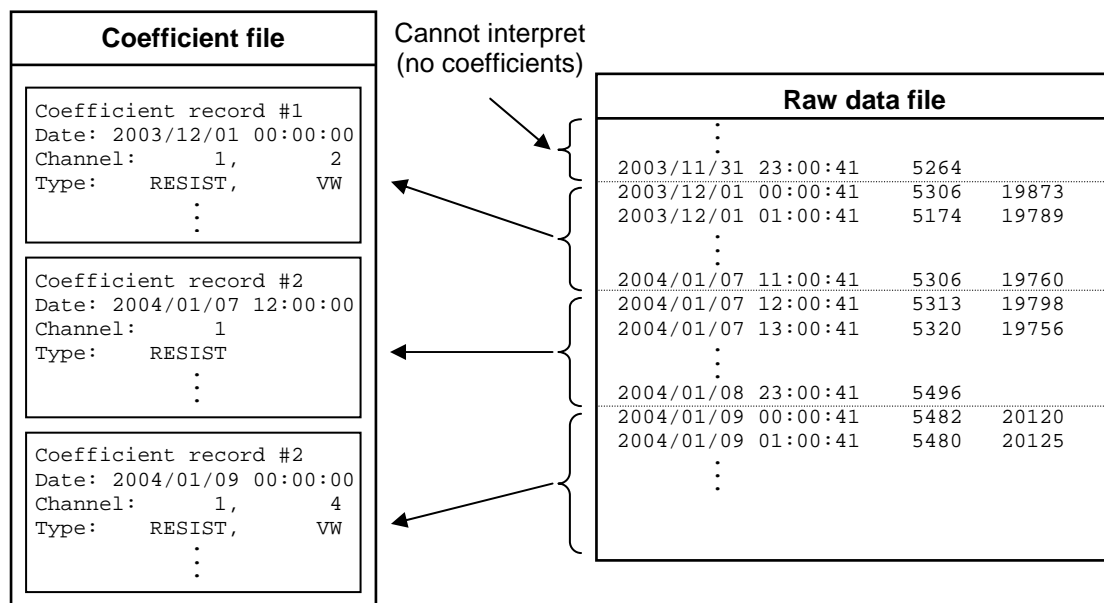 Coefficient file
Coefficient record #1
Date: 2003/12/01 00:00:00
Channel: 1, 2
Type: RESIST, VW
Coefficient record #2
Date: 2004/01/07 12:00:00
Channel: 1
Type: RESIST
Coefficient record #2
Date: 2004/01/09 00:00:00
Channel: 1, 4
Type: RESIST, VW
Cannot interpret
(no coefficients)
Raw data file
2003/11/31 23:00:41 5264
2003/12/01 00:00:41 5306 19873
2003/12/01 01:00:41 5174 19789
2004/01/07 11:00:41 5306 19760
2004/01/07 12:00:41 5313 19798
2004/01/07 13:00:41 5320 19756
2004/01/08 23:00:41 5496
2004/01/09 00:00:41 5482 20120
2004/01/09 01:00:41 5480 20125